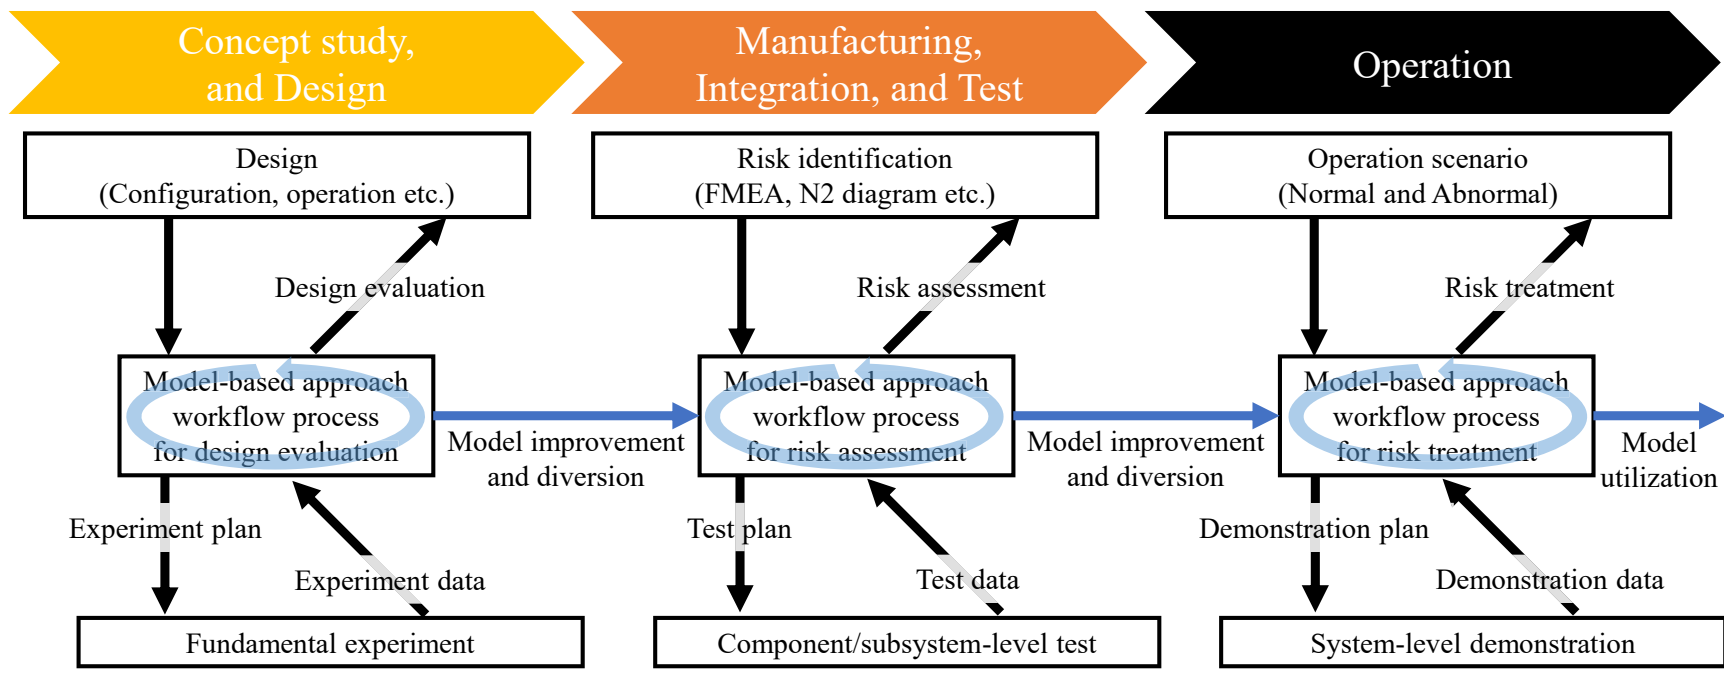 Concept study,
and Design
Manufacturing,
Integration, and Test
Operation
Design
(Configuration, operation etc.)
Risk identification
(FMEA, N2 diagram etc.)
Operation scenario
(Normal and Abnormal)
Design evaluation
Risk assessment
Risk treatment
Model-based approach
workflow process
for design evaluation
Model improvement
and diversion
Model-based approach
workflow process
for risk assessment
Model improvement
and diversion
Model-based approach
workflow process
for risk treatment
Model
utilization
Experiment plan
Experiment data
Test plan
Test data
Demonstration plan
Demonstration data
Fundamental experiment
Component/subsystem-level test
System-level demonstration